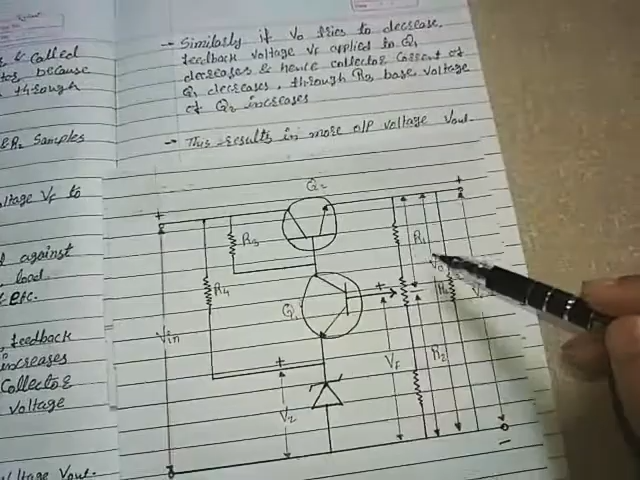 & Called
because
through
&R2 Samples
VF to
against
load
etc.
feedback
increases
Collector
voltage
Voltage Vout.
→ Similarly if Vo tries to decrease.
feedback voltage VF applied to Q1
decreases & hence collector current of
Q1 decreases, through R3 base voltage
of Q2 increases
→ This results in more O/P voltage Vout.
Q2
+
+
R3
R1
R4
Q1
+
Vo
Vin
+
VF
R2
VZ
−